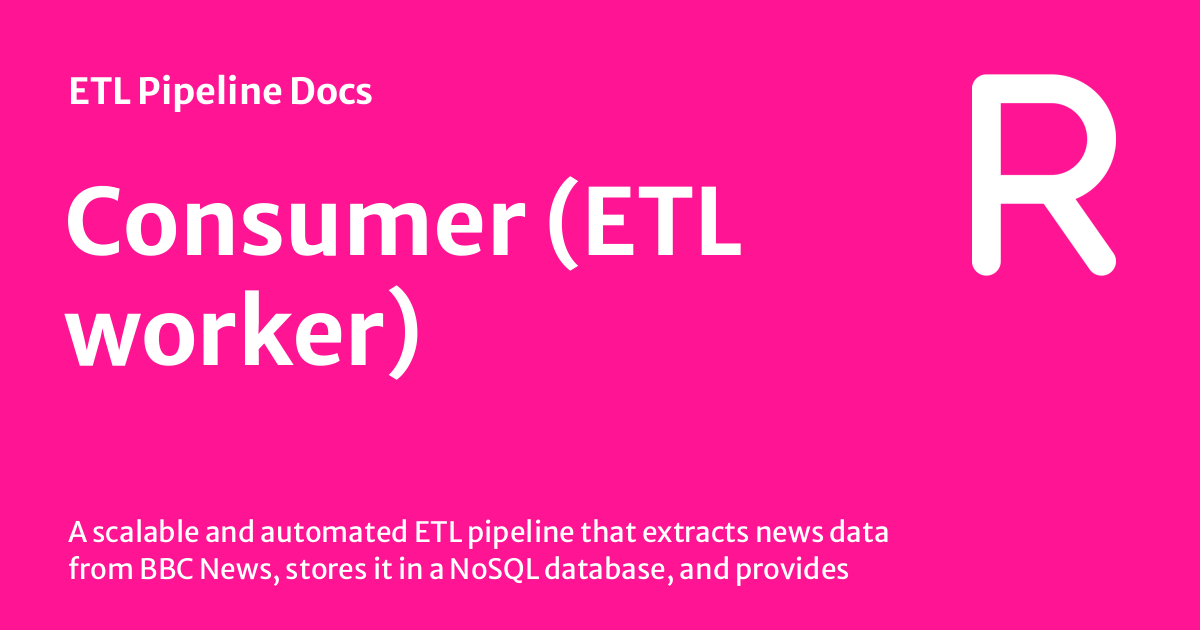 ETL Pipeline Docs
R
Consumer (ETL
worker)
A scalable and automated ETL pipeline that extracts news data
from BBC News, stores it in a NoSQL database, and provides